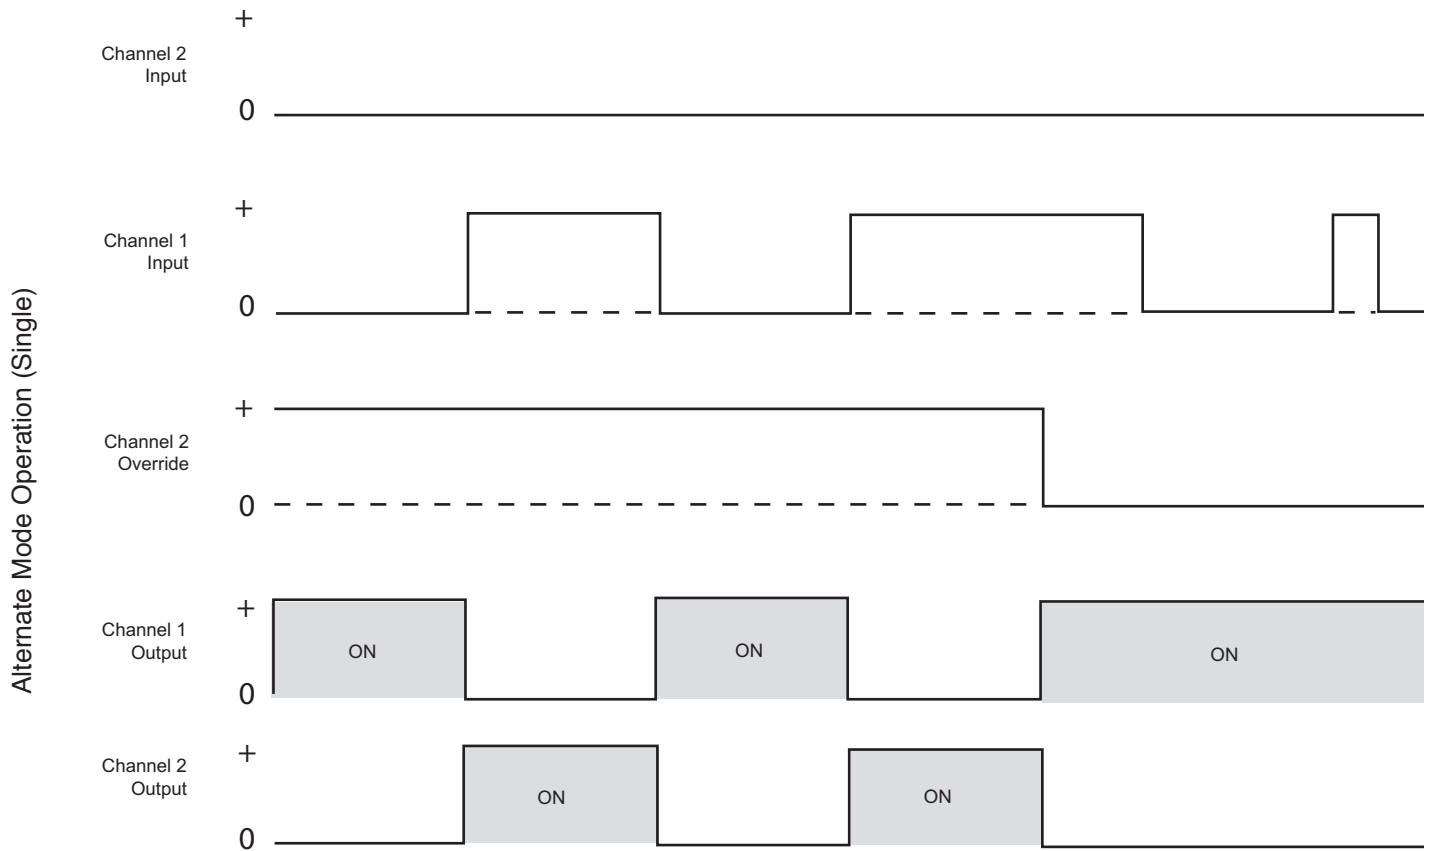 Alternate Mode Operation (Single)
+
Channel 2
Input
0
+
Channel 1
Input
0
+
Channel 2
Override
0
+
Channel 1
Output
ON
ON
ON
0
+
Channel 2
Output
ON
ON
0